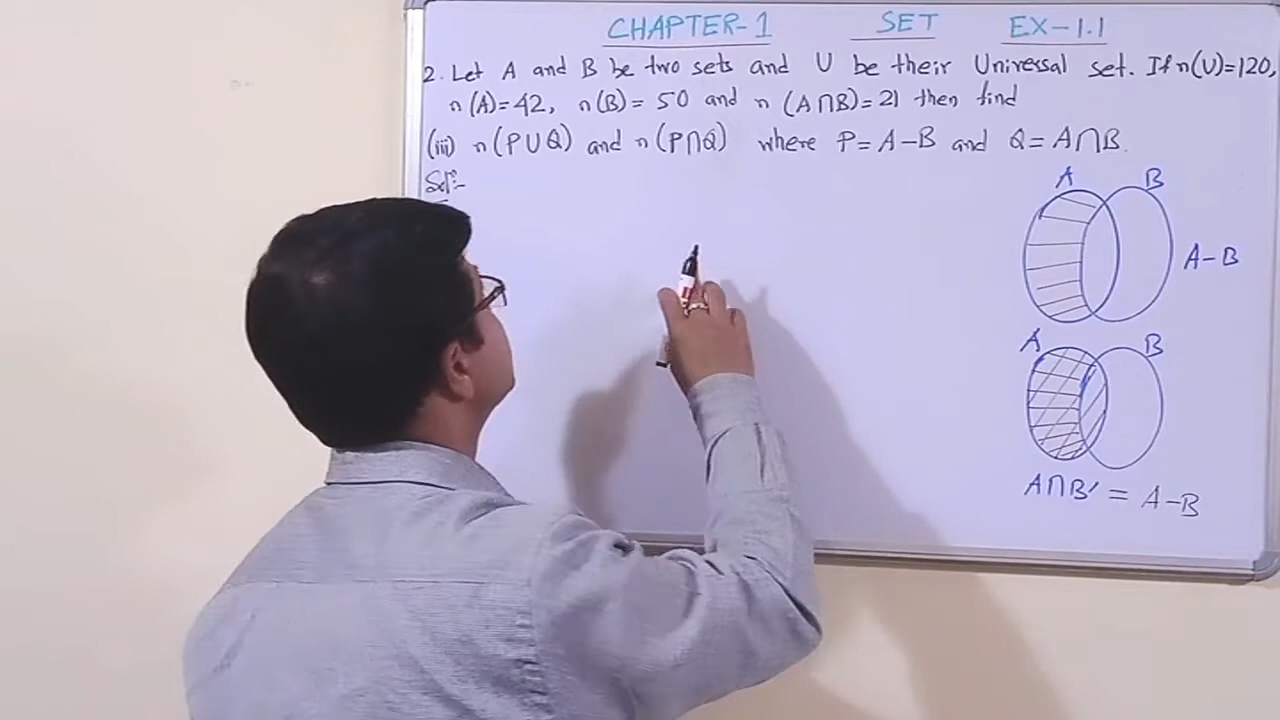 CHAPTER-1 SET EX-1.1
2. Let A and B be two sets and U be their Universal set. If n(U)=120,
n(A)=42, n(B)=50 and n(A∩B)=21 then find
(iii) n(P∪Q) and n(P∩Q) where P=A-B and Q=A∩B.
Solⁿ:-
A B
A-B
A B
A∩B' = A-B